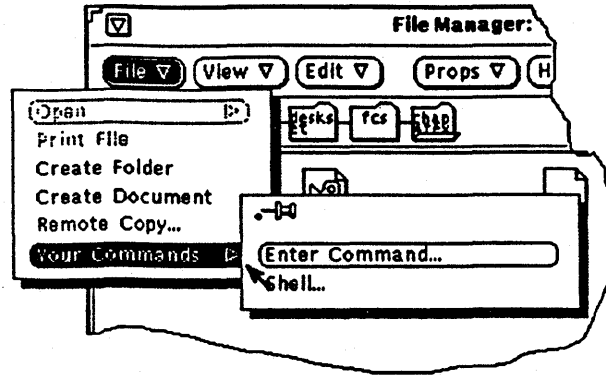 File Manager:
File View Edit Props H
Open
Print File
Create Folder
Create Document
Remote Copy...
Your Commands
fcs
Enter Command...
Shell...